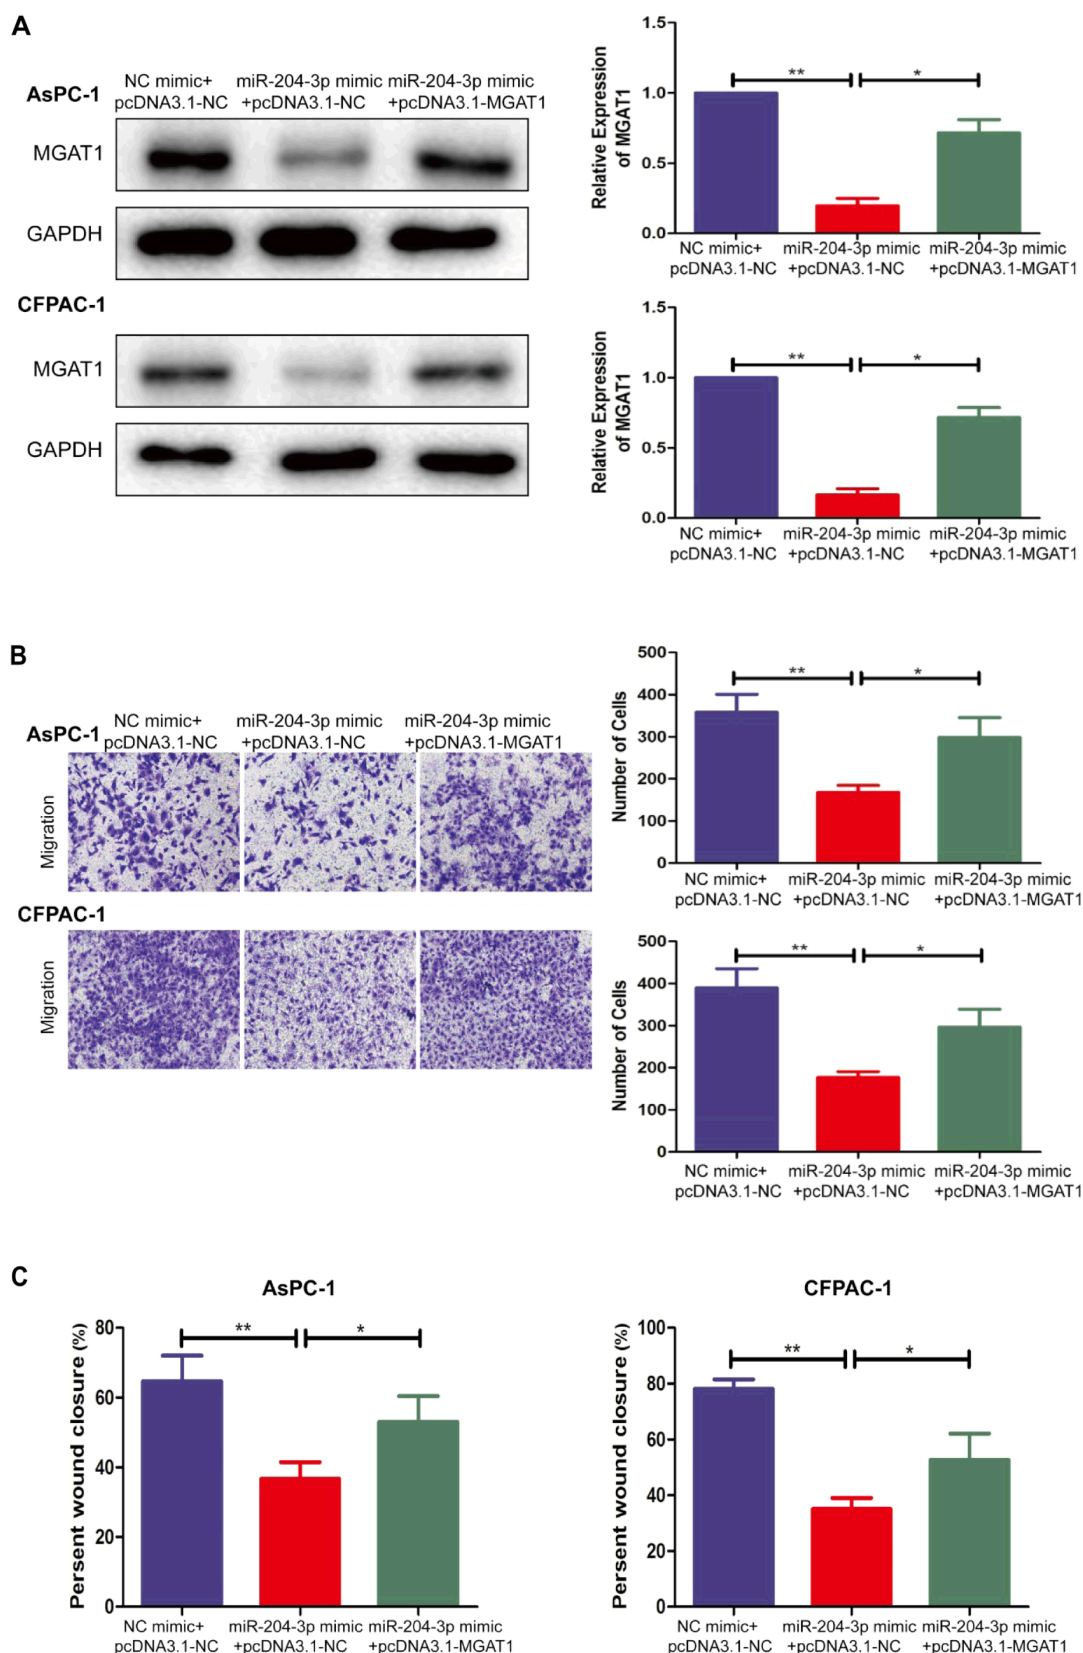 A
AsPC-1
NC mimic+ miR-204-3p mimic miR-204-3p mimic
pcDNA3.1-NC +pcDNA3.1-NC +pcDNA3.1-MGAT1
MGAT1
GAPDH
CFPAC-1
MGAT1
GAPDH
Relative Expression
of MGAT1
1.5
1.0
0.5
0.0
** *
NC mimic+ miR-204-3p mimic miR-204-3p mimic
pcDNA3.1-NC +pcDNA3.1-NC +pcDNA3.1-MGAT1
Relative Expression
of MGAT1
1.5
1.0
0.5
0.0
** *
NC mimic+ miR-204-3p mimic miR-204-3p mimic
pcDNA3.1-NC +pcDNA3.1-NC +pcDNA3.1-MGAT1
B
AsPC-1
NC mimic+ miR-204-3p mimic miR-204-3p mimic
pcDNA3.1-NC +pcDNA3.1-NC +pcDNA3.1-MGAT1
Migration
CFPAC-1
Migration
Number of Cells
500
400
300
200
100
0
** *
NC mimic+ miR-204-3p mimic miR-204-3p mimic
pcDNA3.1-NC +pcDNA3.1-NC +pcDNA3.1-MGAT1
Number of Cells
500
400
300
200
100
0
** *
NC mimic+ miR-204-3p mimic miR-204-3p mimic
pcDNA3.1-NC +pcDNA3.1-NC +pcDNA3.1-MGAT1
C
AsPC-1
Persent wound closure (%)
80
60
40
20
0
** *
NC mimic+ miR-204-3p mimic miR-204-3p mimic
pcDNA3.1-NC +pcDNA3.1-NC +pcDNA3.1-MGAT1
CFPAC-1
Persent wound closure (%)
100
80
60
40
20
0
** *
NC mimic+ miR-204-3p mimic miR-204-3p mimic
pcDNA3.1-NC +pcDNA3.1-NC +pcDNA3.1-MGAT1